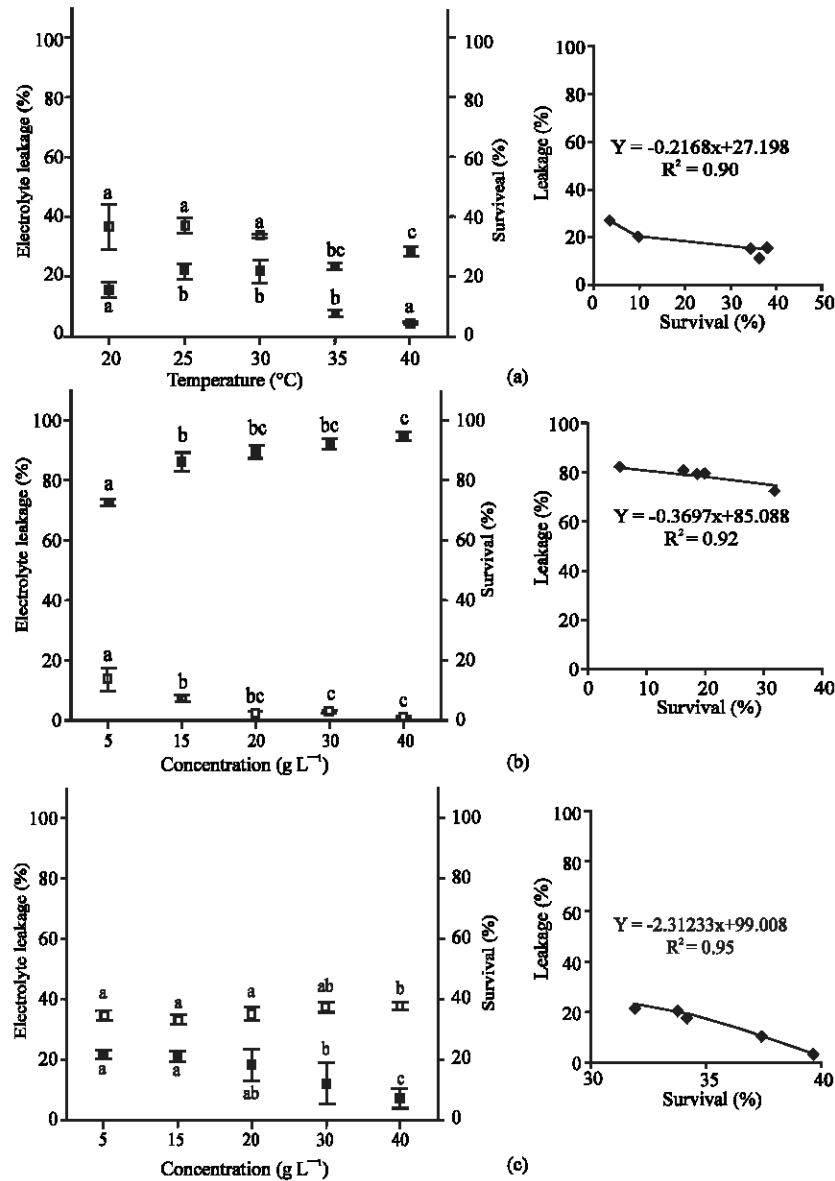 100
80
60
40
20
0
Electrolyte leakage (%)
a
a
a
bc
c
a
b
b
b
a
100
80
60
40
20
0
Surviveal (%)
20 25 30 35 40
Temperature (°C)
100
80
60
40
20
0
Leakage (%)
Y = -0.2168x+27.198
R² = 0.90
0 10 20 30 40 50
Survival (%)
(a)
100
80
60
40
20
0
Electrolyte leakage (%)
a
b
bc
bc
c
a
b
bc
c
c
100
80
60
40
20
0
Survival (%)
5 15 20 30 40
Concentration (g L⁻¹)
100
80
60
40
20
0
Leakage (%)
Y = -0.3697x+85.088
R² = 0.92
0 10 20 30 40
Survival (%)
(b)
100
80
60
40
20
0
Electrolyte leakage (%)
a
a
a
ab
b
a
a
ab
b
c
100
80
60
40
20
0
Survival (%)
5 15 20 30 40
Concentration (g L⁻¹)
100
80
60
40
20
0
Leakage (%)
Y = -2.31233x+99.008
R² = 0.95
30 35 40
Survival (%)
(c)